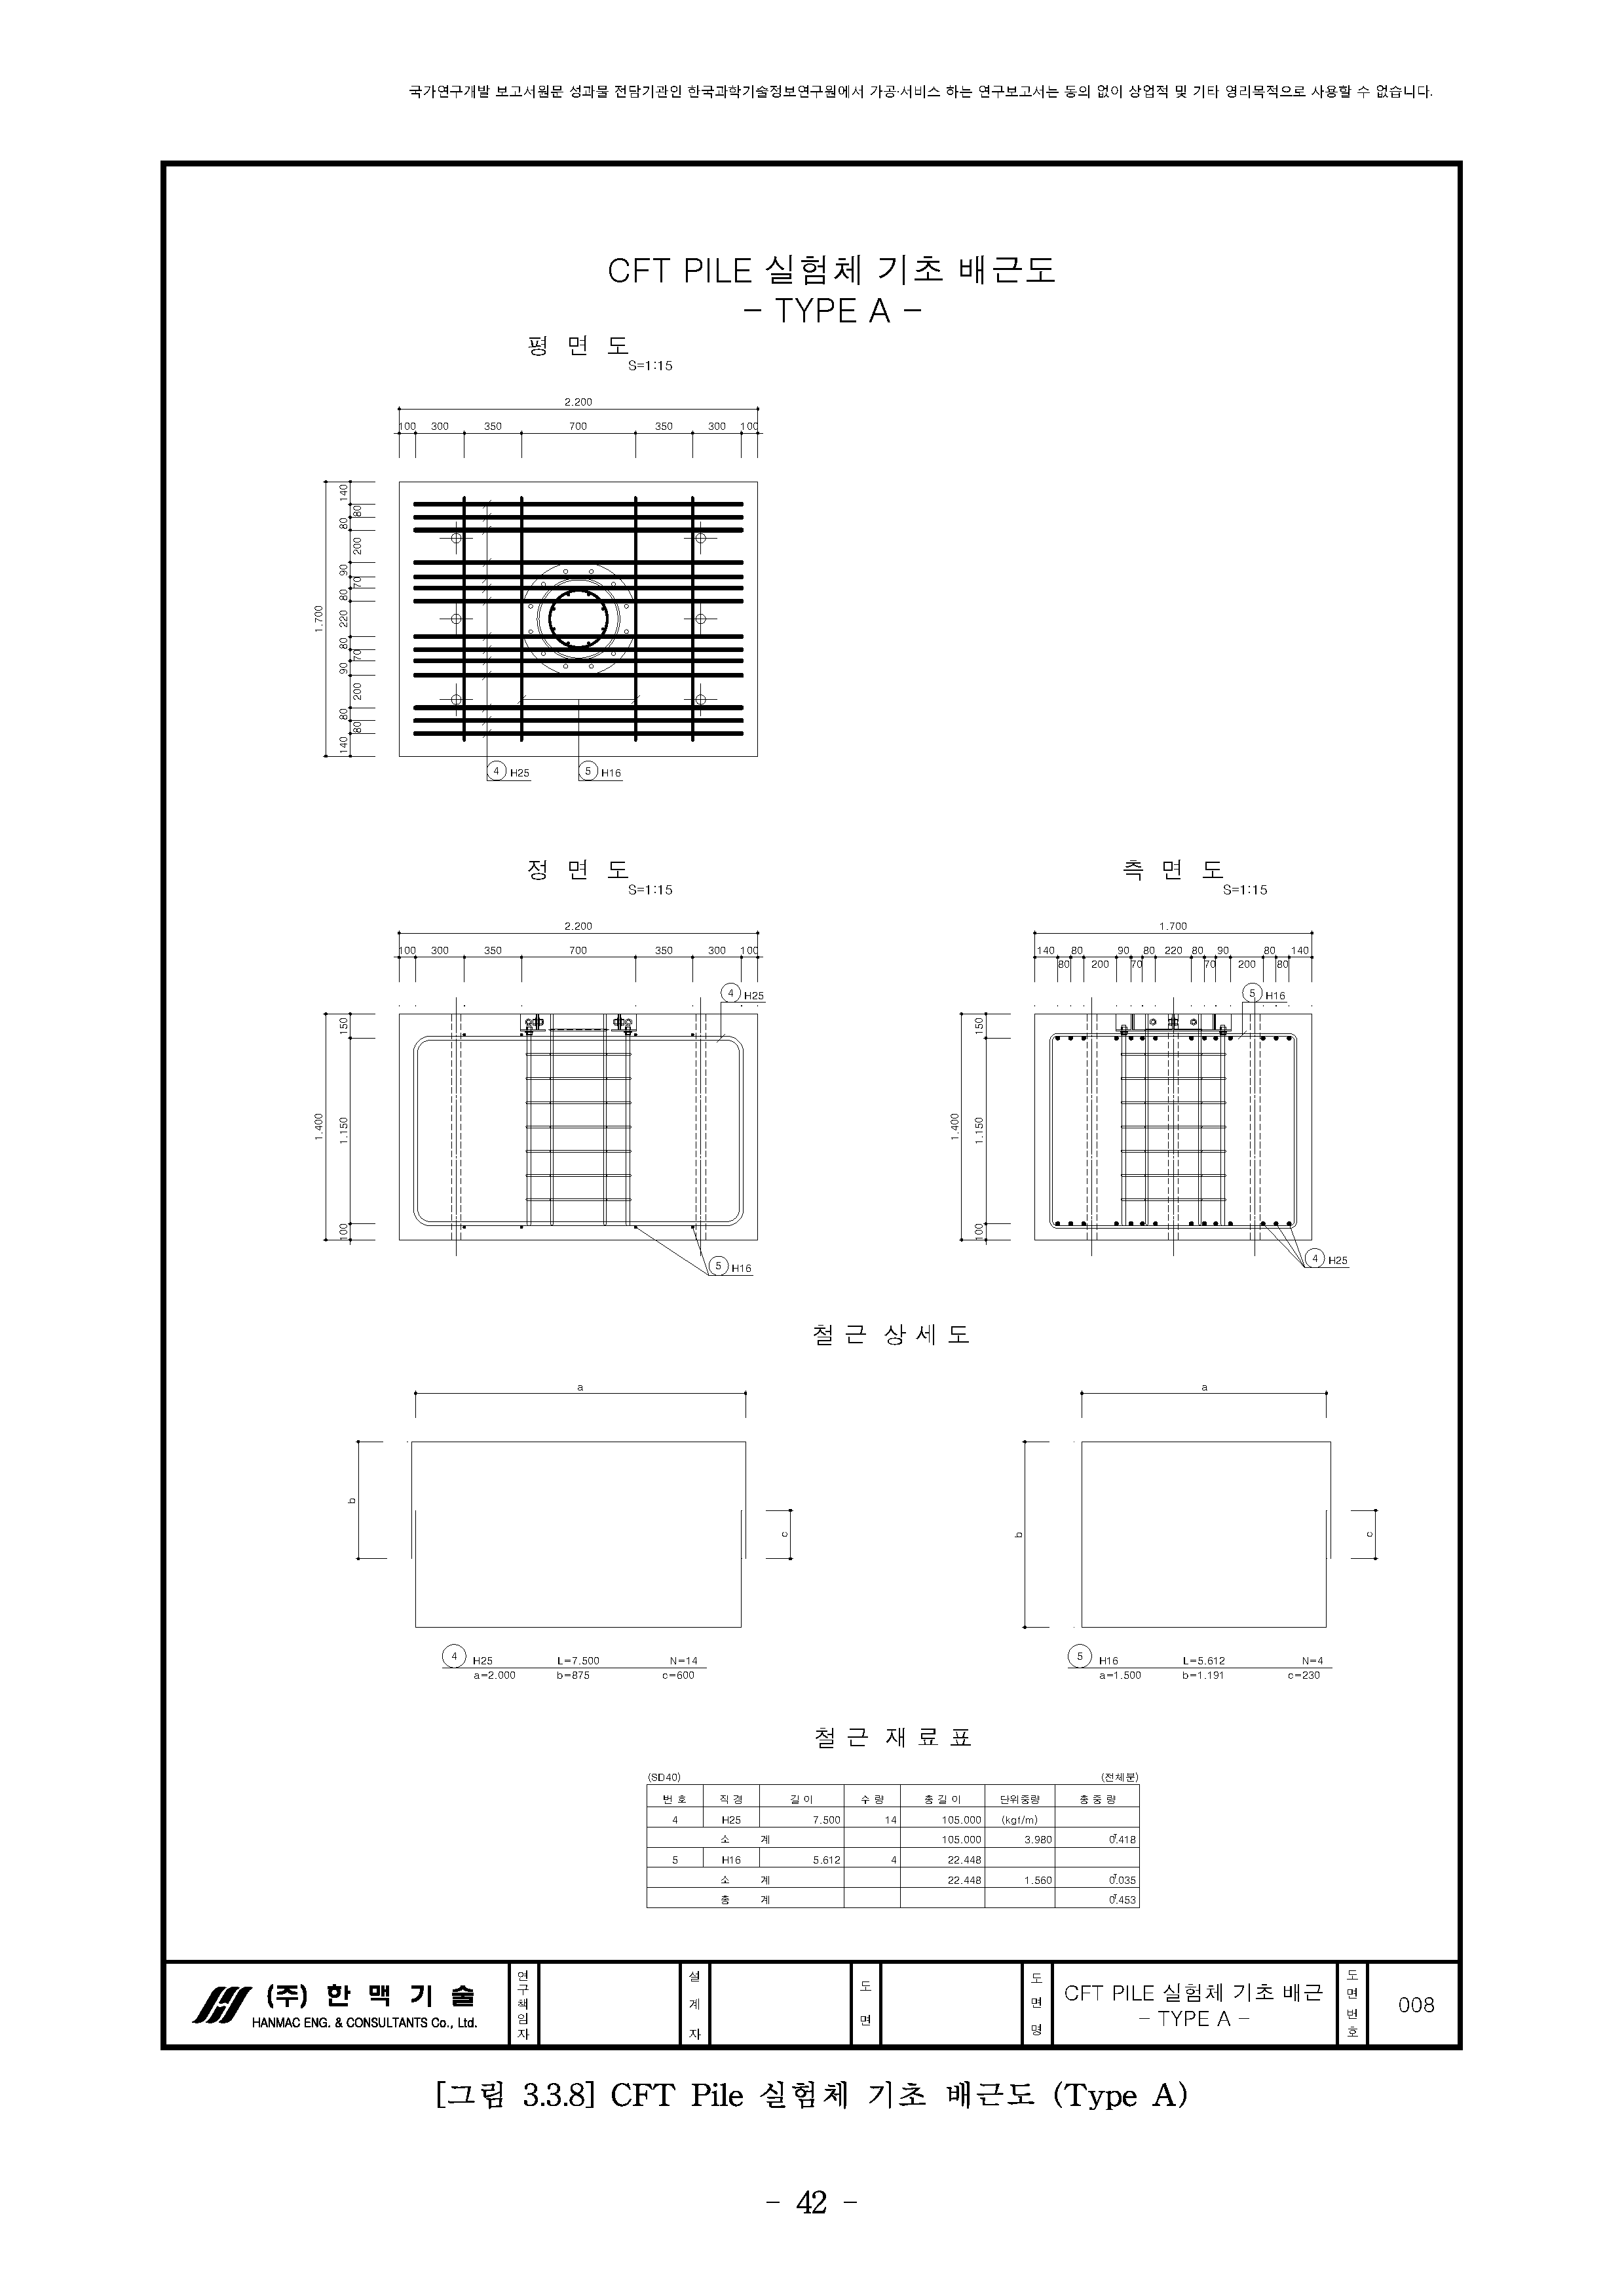 국가연구개발 보고서원문 성과물 전담기관인 한국과학기술정보연구원에서 가공·서비스 하는 연구보고서는 동의 없이 상업적 및 기타 영리목적으로 사용할 수 없습니다.
CFT PILE 실험체 기초 배근도
- TYPE A -
평 면 도
S=1:15
2.200
100 300 350 700 350 300 100
1.700
140 80 80 200 90 70 80 220 80 70 90 200 80 80 140
4 H25
5 H16
정 면 도
S=1:15
2.200
100 300 350 700 350 300 100
4 H25
1.400
150 1.150 100
5 H16
측 면 도
S=1:15
1.700
140 80 80 200 90 70 80 220 80 70 90 200 80 80 140
5 H16
1.400
150 1.150 100
4 H25
철 근 상 세 도
a
b
c
4 H25 L=7.500 N=14
a=2.000 b=875 c=600
a
b
c
5 H16 L=5.612 N=4
a=1.500 b=1.191 c=230
철 근 재 료 표
(SD40) (전체분)
번 호 직 경 길 이 수 량 총 길 이 단위중량 총 중 량
4 H25 7.500 14 105.000 (kgf/m)
소 계 105.000 3.980 0.418
5 H16 5.612 4 22.448
소 계 22.448 1.560 0.035
총 계 0.453
(주) 한 맥 기 술
HANMAC ENG. & CONSULTANTS Co., Ltd.
연구책임자
설 계 자
도 면
도 면 명
CFT PILE 실험체 기초 배근
- TYPE A -
도 면 번 호
008
[그림 3.3.8] CFT Pile 실험체 기초 배근도 (Type A)
- 42 -